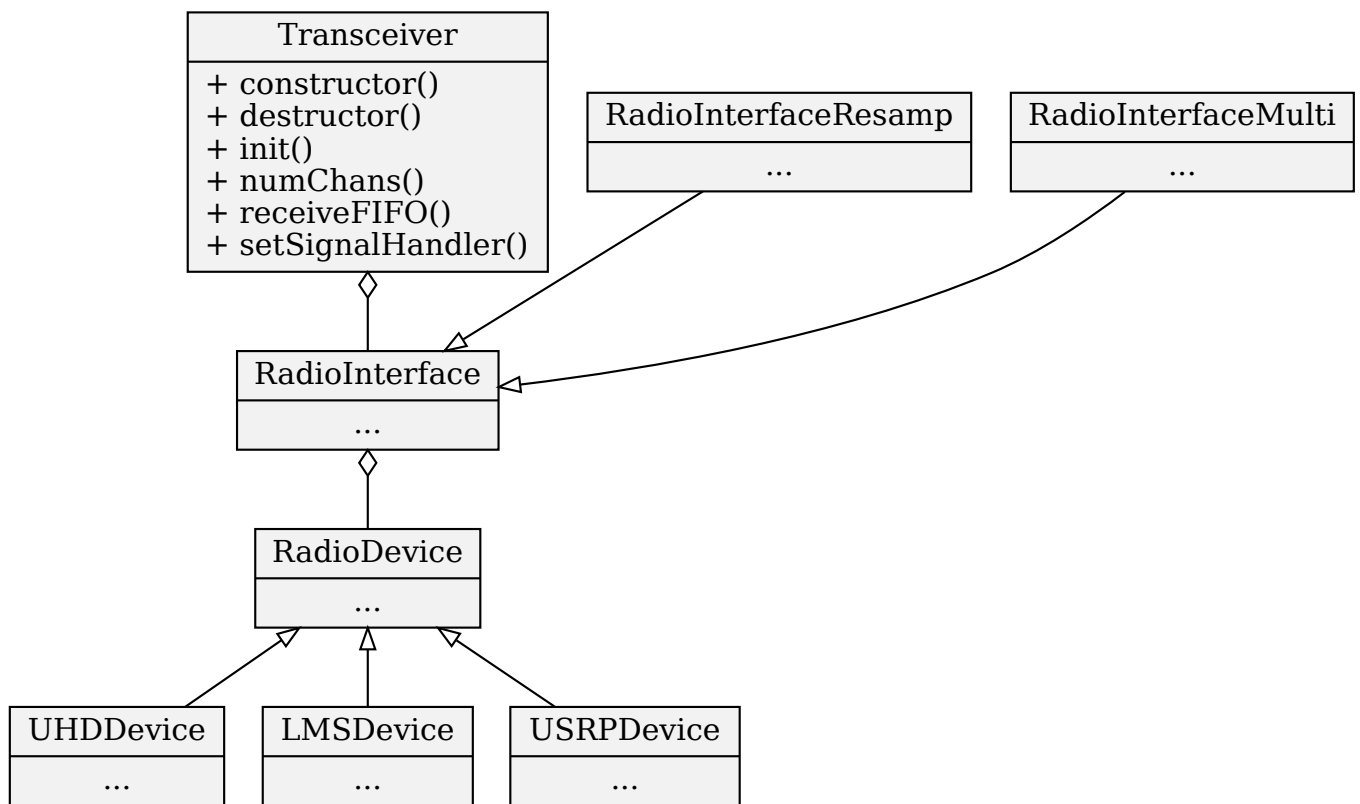 Transceiver
+ constructor()
+ destructor()
+ init()
+ numChans()
+ receiveFIFO()
+ setSignalHandler()
RadioInterfaceResamp
...
RadioInterfaceMulti
...
RadioInterface
...
RadioDevice
...
UHDDevice
...
LMSDevice
...
USRPDevice
...